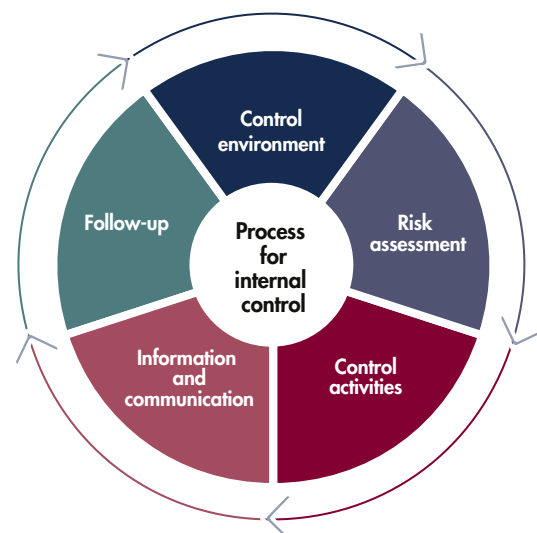 Control
environment
Risk
assessment
Control
activities
Information
and
communication
Follow-up
Process
for
internal
control